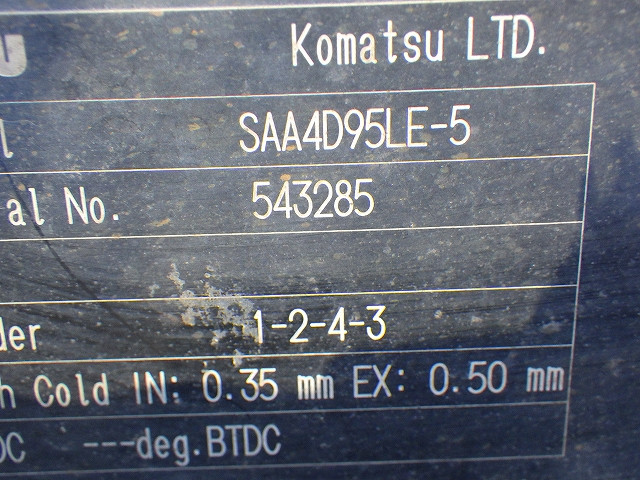 U Komatsu LTD.
l SAA4D95LE-5
al No. 543285
der 1-2-4-3
h Cold IN: 0.35 mm EX: 0.50 mm
DC ---deg.BTDC